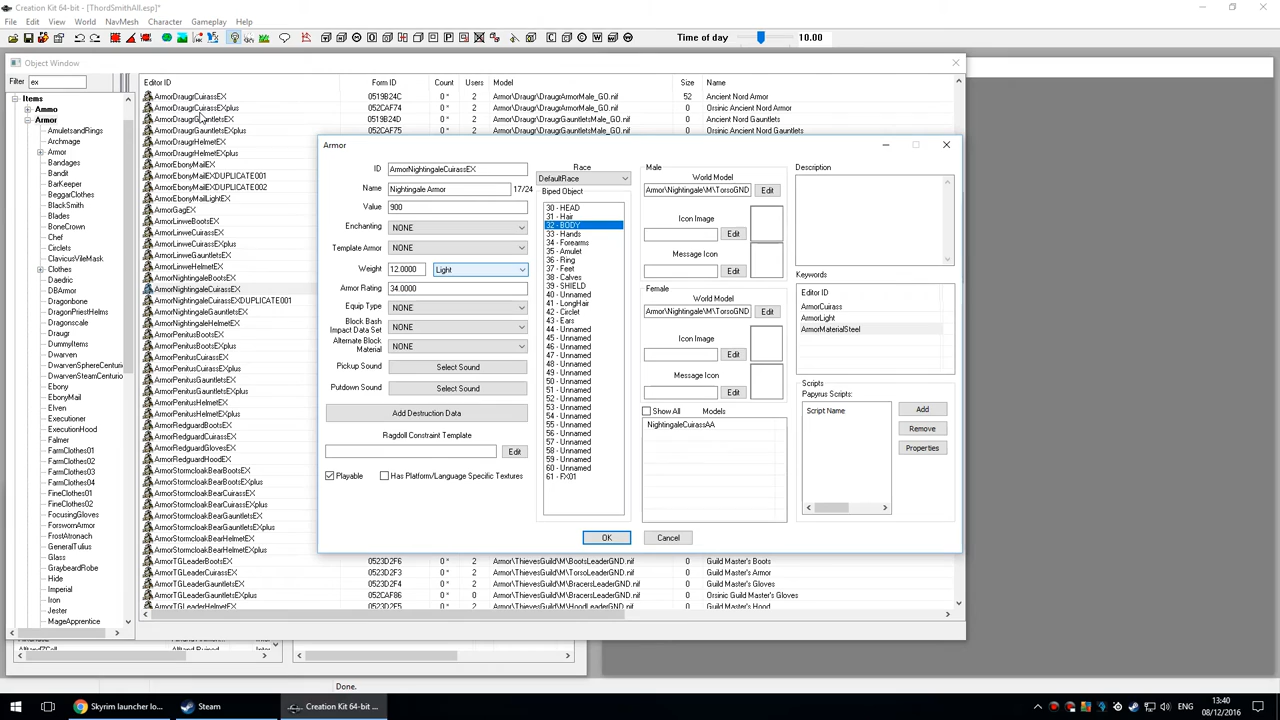 Creation Kit 64-bit - [ThordSmithAll.esp]*
File Edit View World NavMesh Character Gameplay Help
Time of day 10.00
Object Window
Filter ex
Editor ID Form ID Count Users Model Size Name
Items
Ammo
Armor
AmuletsandRings
Archmage
Armor
Bandages
Bandit
BarKeeper
BlackSmith
Blades
BoneCrown
Chef
Circlets
ClavicusVileMask
Clothes
Daedric
DBArmor
Dragonbone
DragonPriestHelms
Dragonscale
Draugr
DummyItems
Dwarven
DwarvenSphereCenturio
DwarvenSteamCenturio
Ebony
EbonyMail
Elven
Executioner
ExecutionHood
Falmer
FarmClothes01
FarmClothes02
FarmClothes03
FarmClothes04
FineClothes01
FineClothes02
FocusingGloves
ForswornArmor
FrostAtronach
GeneralTulius
Glass
GraybeardRobe
Hide
Imperial
Iron
Jester
MageApprentice
ArmorDraugrCuirassEX 0519B24C 0 * 2 Armor\Draugr\DraugrArmorMale_GO.nif 52 Ancient Nord Armor
ArmorDraugrCuirassEXplus 052CAF74 0 * 2 Armor\Draugr\DraugrArmorMale_GO.nif 0 Orsinic Ancient Nord Armor
ArmorDraugrGauntletsEX 0519B24D 0 * 2 Armor\Draugr\DraugrGauntletsMale_GO.nif 0 Ancient Nord Gauntlets
ArmorDraugrGauntletsEXplus 052CAF75 0 * 2 Armor\Draugr\DraugrGauntletsMale_GO.nif 0 Orsinic Ancient Nord Gauntlets
ArmorDraugrHelmetEX
ArmorDraugrHelmetEXplus
ArmorEbonyMailEX
ArmorEbonyMailEXDUPLICATE001
ArmorEbonyMailEXDUPLICATE002
ArmorEbonyMailLightEX
ArmorGagEX
ArmorLinweBootsEX
ArmorLinweCuirassEX
ArmorLinweCuirassEXplus
ArmorLinweGauntletsEX
ArmorLinweHelmetEX
ArmorNightingaleBootsEX
ArmorNightingaleCuirassEX
ArmorNightingaleCuirassEXDUPLICATE001
ArmorNightingaleGauntletsEX
ArmorNightingaleHelmetEX
ArmorPenitusBootsEX
ArmorPenitusBootsEXplus
ArmorPenitusCuirassEX
ArmorPenitusCuirassEXplus
ArmorPenitusGauntletsEX
ArmorPenitusGauntletsEXplus
ArmorPenitusHelmetEX
ArmorPenitusHelmetEXplus
ArmorRedguardBootsEX
ArmorRedguardCuirassEX
ArmorRedguardGlovesEX
ArmorRedguardHoodEX
ArmorStormcloakBearBootsEX
ArmorStormcloakBearBootsEXplus
ArmorStormcloakBearCuirassEX
ArmorStormcloakBearCuirassEXplus
ArmorStormcloakBearGauntletsEX
ArmorStormcloakBearGauntletsEXplus
ArmorStormcloakBearHelmetEX
ArmorStormcloakBearHelmetEXplus
ArmorTGLeaderBootsEX 0523D2F6 0 * 2 Armor\ThievesGuild\M\BootsLeaderGND.nif 0 Guild Master's Boots
ArmorTGLeaderCuirassEX 0523D2F3 0 * 2 Armor\ThievesGuild\M\TorsoLeaderGND.nif 0 Guild Master's Armor
ArmorTGLeaderGauntletsEX 0523D2F4 0 * 2 Armor\ThievesGuild\M\BracersLeaderGND.nif 0 Guild Master's Gloves
ArmorTGLeaderGauntletsEXplus 052CAF86 0 * 0 Armor\ThievesGuild\M\BracersLeaderGND.nif 0 Orsinic Guild Master's Gloves
ArmorTGLeaderHelmetEX 0523D2F5 0 * 2 Armor\ThievesGuild\M\HoodLeaderGND.nif 0 Guild Master's Hood
Armor
ID ArmorNightingaleCuirassEX
Name Nightingale Armor 17/24
Value 900
Enchanting NONE
Template Armor NONE
Weight 12.0000 Light
Armor Rating 34.0000
Equip Type NONE
Block Bash
Impact Data Set NONE
Alternate Block
Material NONE
Pickup Sound Select Sound
Putdown Sound Select Sound
Add Destruction Data
Ragdoll Constraint Template
Edit
Playable Has Platform/Language Specific Textures
Race
DefaultRace
Biped Object
30 - HEAD
31 - Hair
32 - BODY
33 - Hands
34 - Forearms
35 - Amulet
36 - Ring
37 - Feet
38 - Calves
39 - SHIELD
40 - Unnamed
41 - LongHair
42 - Circlet
43 - Ears
44 - Unnamed
45 - Unnamed
46 - Unnamed
47 - Unnamed
48 - Unnamed
49 - Unnamed
50 - Unnamed
51 - Unnamed
52 - Unnamed
53 - Unnamed
54 - Unnamed
55 - Unnamed
56 - Unnamed
57 - Unnamed
58 - Unnamed
59 - Unnamed
60 - Unnamed
61 - FX01
Male
World Model
Armor\Nightingale\M\TorsoGND Edit
Icon Image
Edit
Message Icon
Edit
Female
World Model
Armor\Nightingale\M\TorsoGND Edit
Icon Image
Edit
Message Icon
Edit
Show All Models
NightingaleCuirassAA
Description
Keywords
Editor ID
ArmorCuirass
ArmorLight
ArmorMaterialSteel
Scripts
Papyrus Scripts:
Script Name
Add
Remove
Properties
OK Cancel
Done.
Skyrim launcher lo...
Steam
Creation Kit 64-bit ...
ENG
13:40
08/12/2016